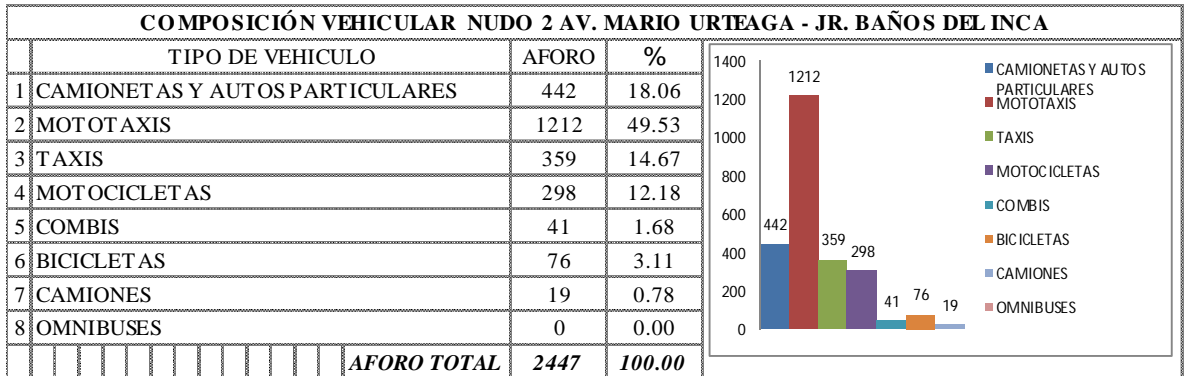 COMPOSICIÓN VEHICULAR NUDO 2 AV. MARIO URTEAGA - JR. BAÑOS DEL INCA
TIPO DE VEHICULO AFORO %
1 CAMIONETAS Y AUTOS PARTICULARES 442 18.06
2 MOTOTAXIS 1212 49.53
3 TAXIS 359 14.67
4 MOTOCICLETAS 298 12.18
5 COMBIS 41 1.68
6 BICICLETAS 76 3.11
7 CAMIONES 19 0.78
8 OMNIBUSES 0 0.00
AFORO TOTAL 2447 100.00
1400
1200
1000
800
600
400
200
0
442
1212
359
298
41
76
19
CAMIONETAS Y AUTOS
PARTICULARES
MOTOTAXIS
TAXIS
MOTOCICLETAS
COMBIS
BICICLETAS
CAMIONES
OMNIBUSES